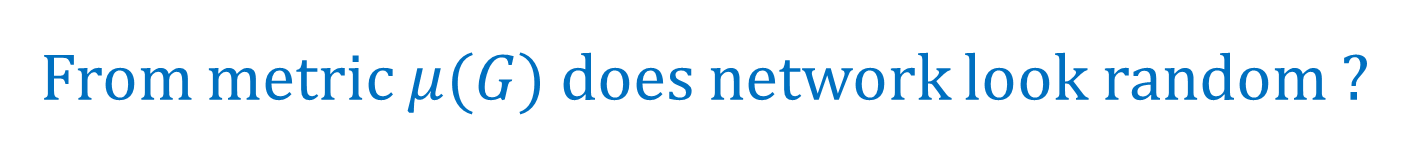 From metric 𝜇(𝐺) does network look random ?